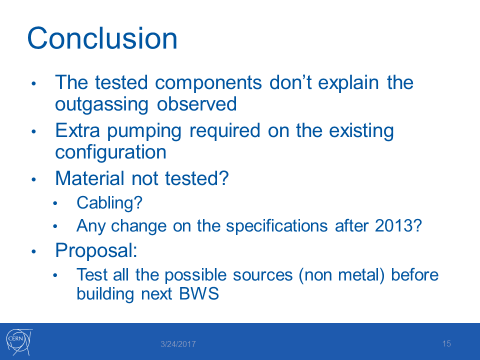 Conclusion
• The tested components don't explain the
outgassing observed
• Extra pumping required on the existing
configuration
• Material not tested?
• Cabling?
• Any change on the specifications after 2013?
• Proposal:
• Test all the possible sources (non metal) before
building next BWS
CERN
3/24/2017
15